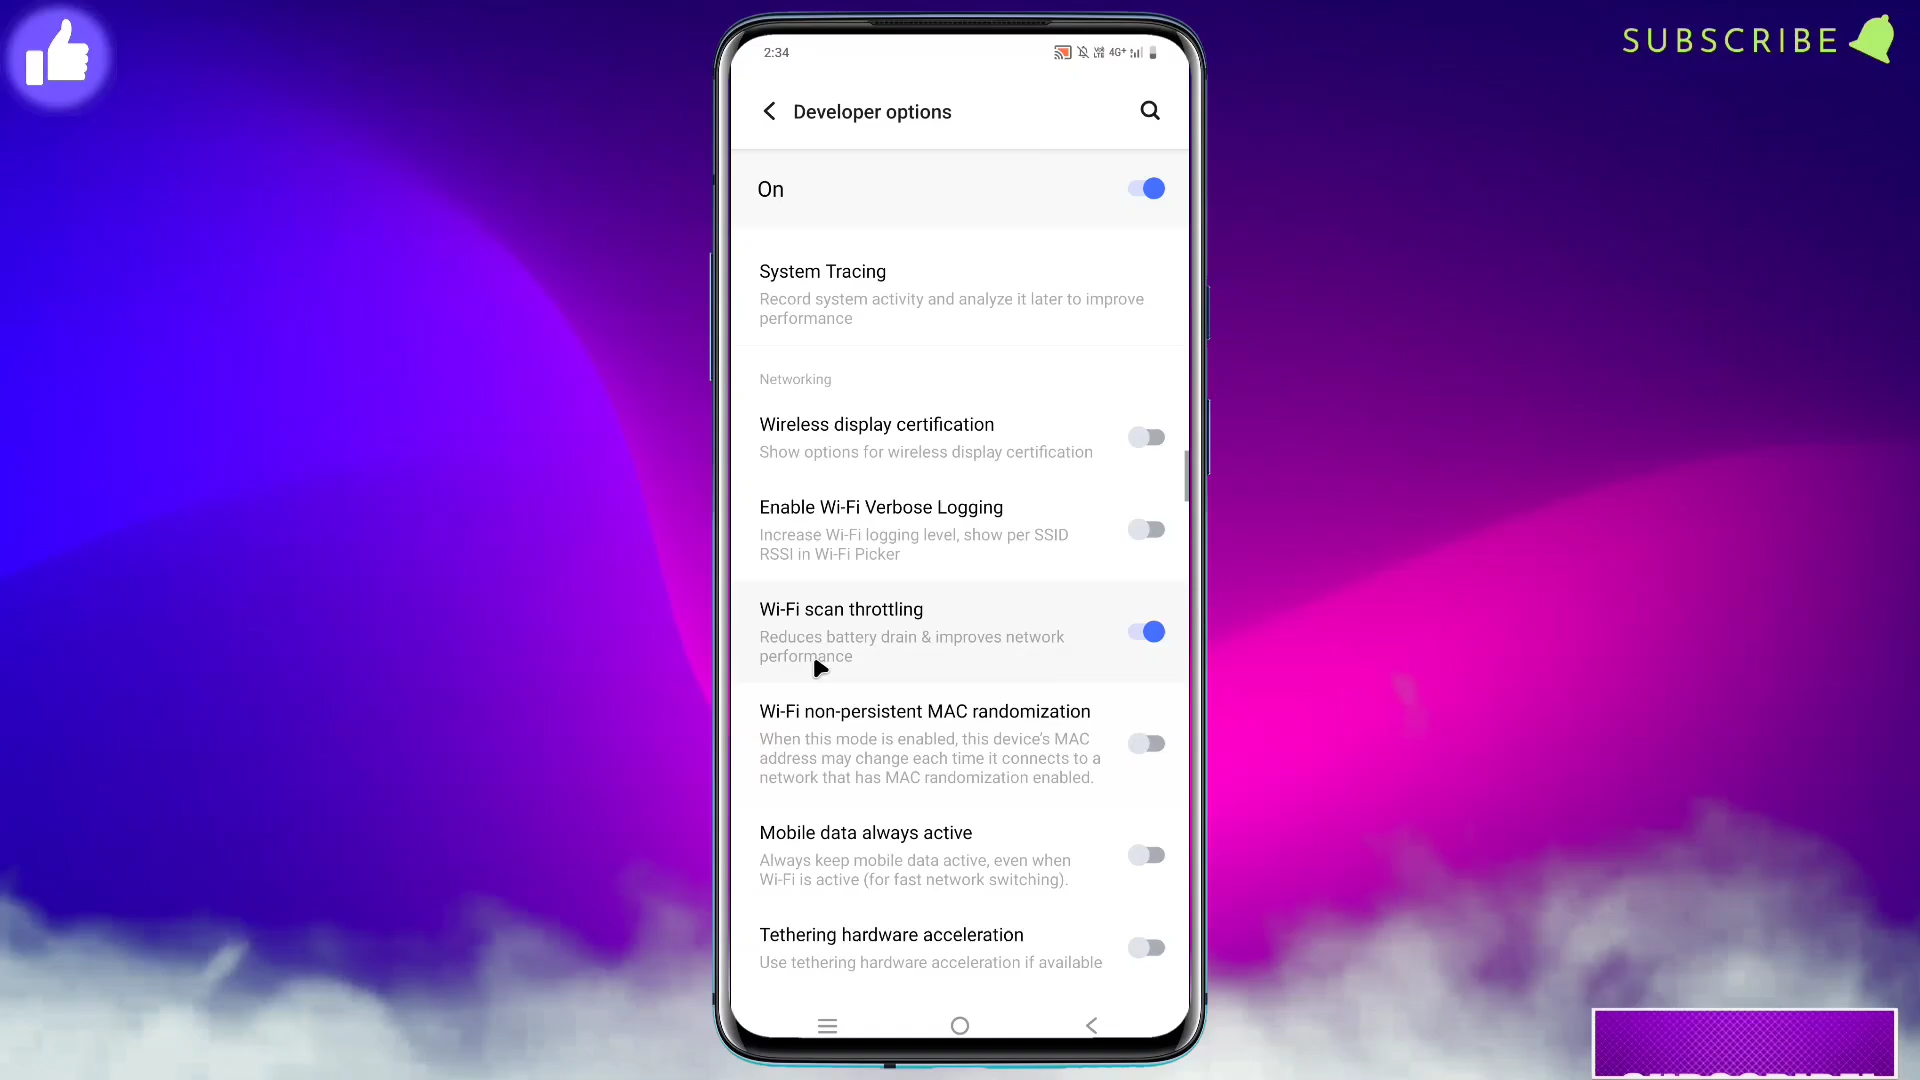 SUBSCRIBE
2:34
4G+
Developer options
On
System Tracing
Record system activity and analyze it later to improve
performance
Networking
Wireless display certification
Show options for wireless display certification
Enable Wi-Fi Verbose Logging
Increase Wi-Fi logging level, show per SSID
RSSI in Wi-Fi Picker
Wi-Fi scan throttling
Reduces battery drain & improves network
performance
Wi-Fi non-persistent MAC randomization
When this mode is enabled, this device's MAC
address may change each time it connects to a
network that has MAC randomization enabled.
Mobile data always active
Always keep mobile data active, even when
Wi-Fi is active (for fast network switching).
Tethering hardware acceleration
Use tethering hardware acceleration if available